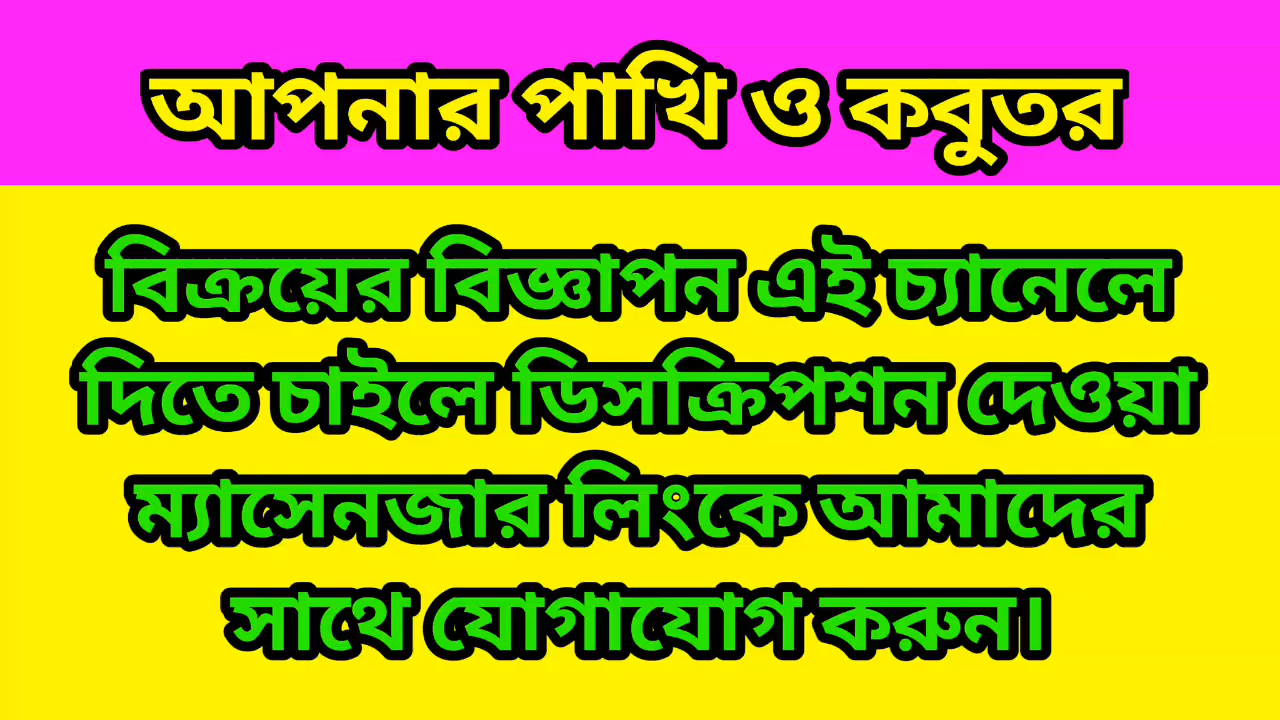 আপনার পাখি ও কবুতর
বিক্রয়ের বিজ্ঞাপন এই চ্যানেলে
দিতে চাইলে ডিসক্রিপশন দেওয়া
ম্যাসেনজার লিংকে আমাদের
সাথে যোগাযোগ করুন।